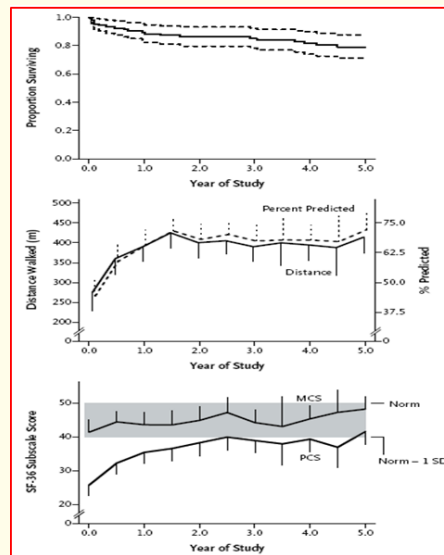 Proportion Surviving
1.0
0.8
0.6
0.4
0.2
0.0
0.0 1.0 2.0 3.0 4.0 5.0
Year of Study
Distance Walked (m)
500
450
400
350
300
250
200
0
Percent Predicted
Distance
75.0
62.5
50.0
37.5
0
% Predicted
0.0 1.0 2.0 3.0 4.0 5.0
Year of Study
SF-36 Subscale Score
50
40
30
20
0
MCS
PCS
Norm
Norm – 1 SD
0.0 1.0 2.0 3.0 4.0 5.0
Year of Study